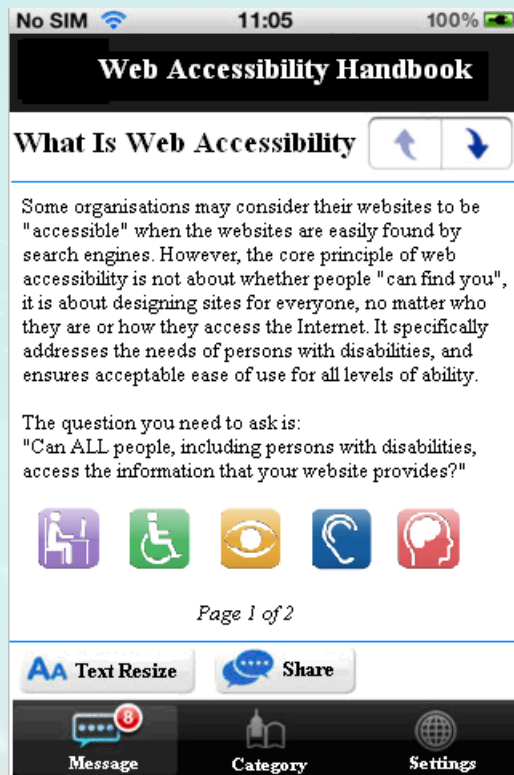 No SIM 11:05 100%
Web Accessibility Handbook
What Is Web Accessibility
Some organisations may consider their websites to be
"accessible" when the websites are easily found by
search engines. However, the core principle of web
accessibility is not about whether people "can find you",
it is about designing sites for everyone, no matter who
they are or how they access the Internet. It specifically
addresses the needs of persons with disabilities, and
ensures acceptable ease of use for all levels of ability.
The question you need to ask is:
"Can ALL people, including persons with disabilities,
access the information that your website provides?"
Page 1 of 2
AA Text Resize Share
8
Message Category Settings